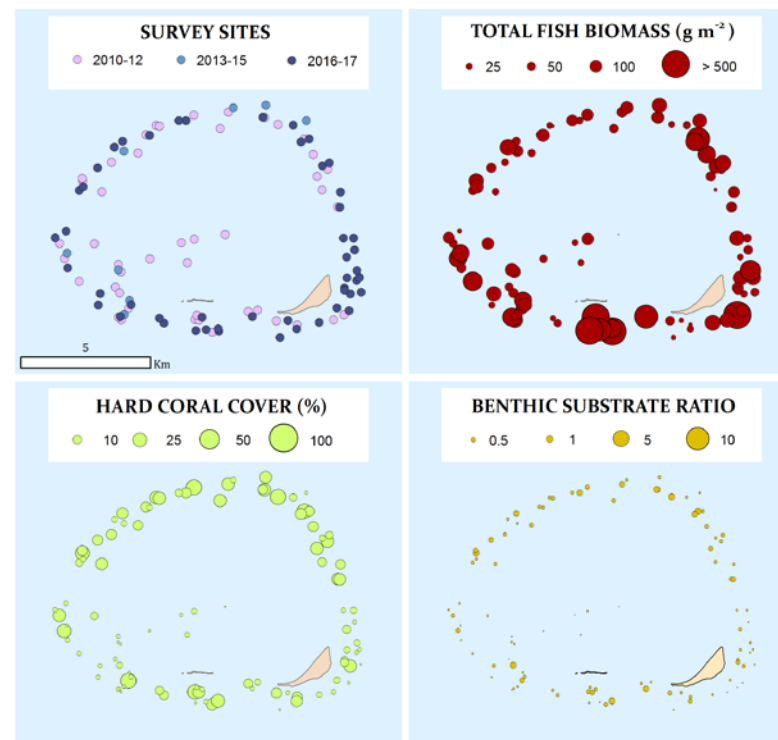 SURVEY SITES
2010-12 2013-15 2016-17
5
Km
TOTAL FISH BIOMASS (g m⁻²)
25 50 100 > 500
HARD CORAL COVER (%)
10 25 50 100
BENTHIC SUBSTRATE RATIO
0.5 1 5 10